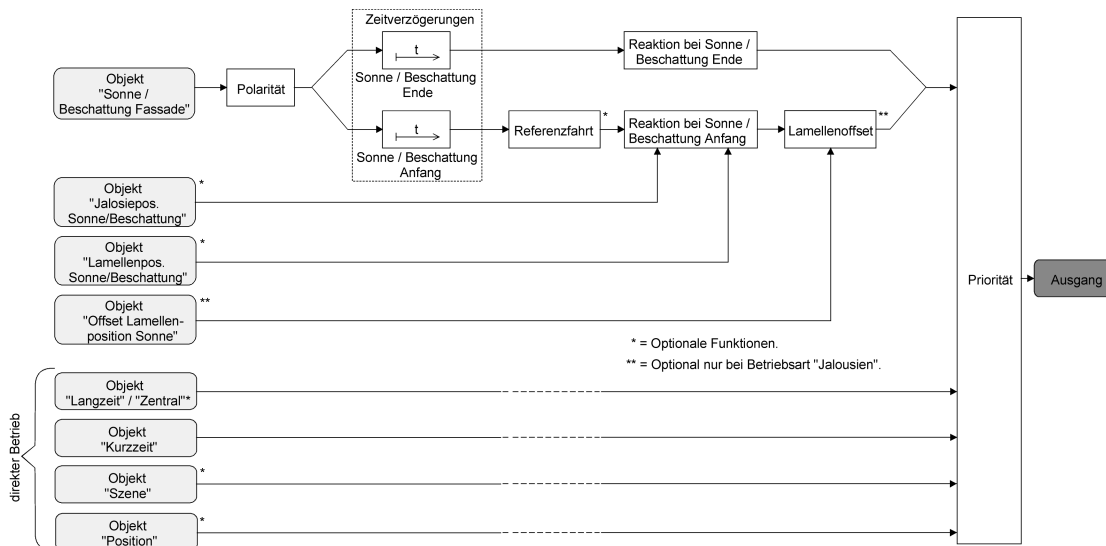 Zeitverzögerungen
t
Sonne / Beschattung
Ende
Reaktion bei Sonne /
Beschattung Ende
Objekt
"Sonne /
Beschattung Fassade"
Polarität
t
Sonne / Beschattung
Anfang
Referenzfahrt
*
Reaktion bei Sonne /
Beschattung Anfang
Lamellenoffset
**
Objekt
"Jalosiepos.
Sonne/Beschattung"
*
Objekt
"Lamellenpos.
Sonne/Beschattung"
*
Objekt
"Offset Lamellen-
position Sonne"
**
Priorität
Ausgang
* = Optionale Funktionen.
** = Optional nur bei Betriebsart "Jalousien".
direkter Betrieb
Objekt
"Langzeit" / "Zentral"*
Objekt
"Kurzzeit"
Objekt
"Szene"
*
Objekt
"Position"
*